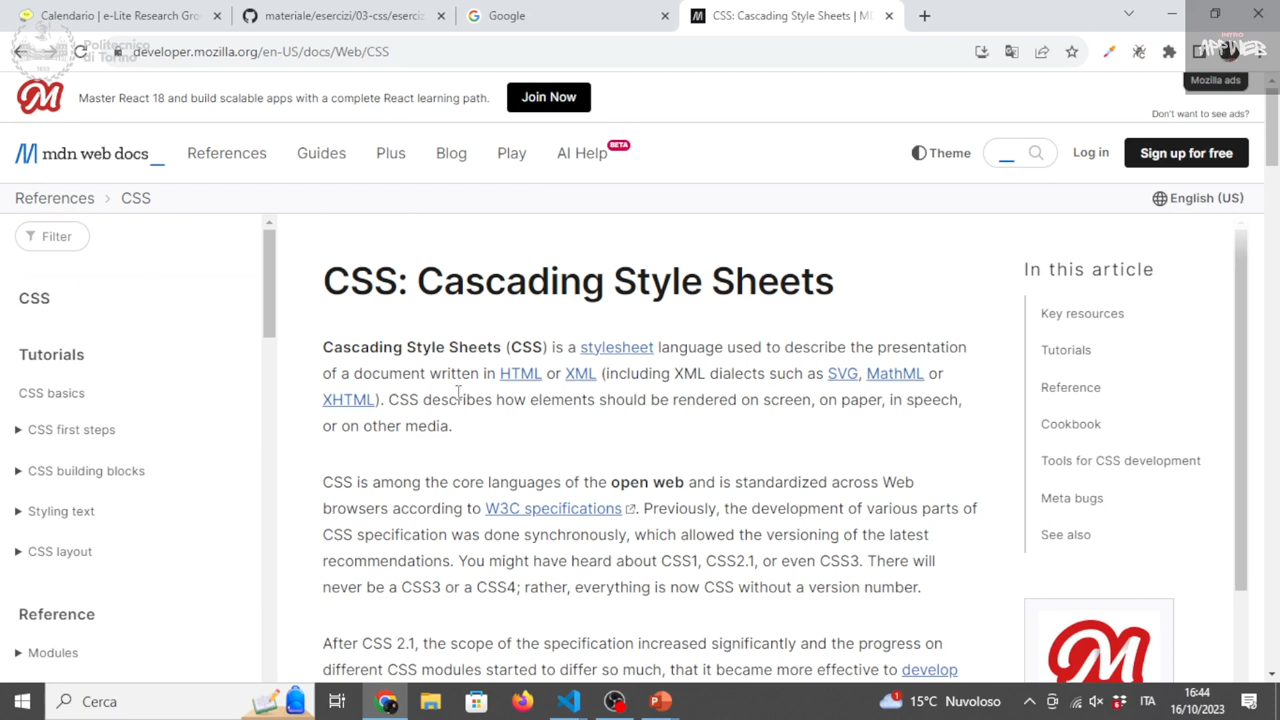 Calendario | e-Lite Research Gro
materiale/esercizi/03-css/eserciz
Google
CSS: Cascading Style Sheets | M
Politecnico
di Torino
developer.mozilla.org/en-US/docs/Web/CSS
INTRO
APPWEB
Mozilla ads
Master React 18 and build scalable apps with a complete React learning path.
Join Now
Don't want to see ads?
mdn web docs
References
Guides
Plus
Blog
Play
AI Help
BETA
Theme
Log in
Sign up for free
References > CSS
English (US)
Filter
CSS
Tutorials
CSS basics
CSS first steps
CSS building blocks
Styling text
CSS layout
Reference
Modules
CSS: Cascading Style Sheets
Cascading Style Sheets (CSS) is a stylesheet language used to describe the presentation
of a document written in HTML or XML (including XML dialects such as SVG, MathML or
XHTML). CSS describes how elements should be rendered on screen, on paper, in speech,
or on other media.
CSS is among the core languages of the open web and is standardized across Web
browsers according to W3C specifications. Previously, the development of various parts of
CSS specification was done synchronously, which allowed the versioning of the latest
recommendations. You might have heard about CSS1, CSS2.1, or even CSS3. There will
never be a CSS3 or a CSS4; rather, everything is now CSS without a version number.
After CSS 2.1, the scope of the specification increased significantly and the progress on
different CSS modules started to differ so much, that it became more effective to develop
In this article
Key resources
Tutorials
Reference
Cookbook
Tools for CSS development
Meta bugs
See also
Cerca
1
15°C Nuvoloso
ITA
16:44
16/10/2023